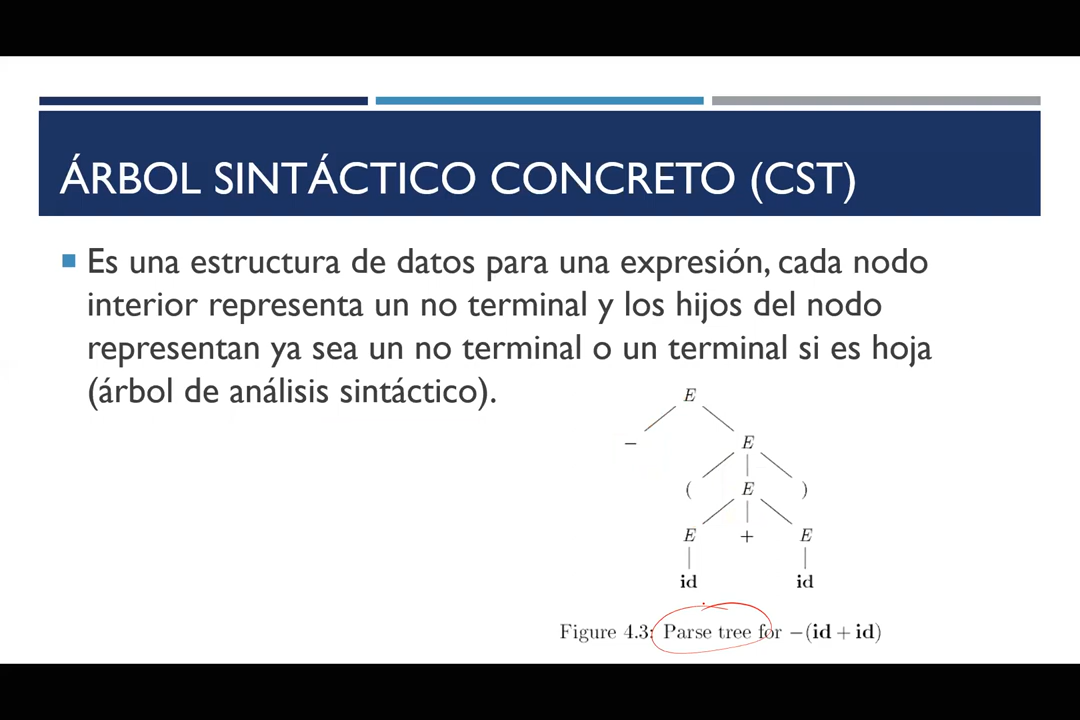 ÁRBOL SINTÁCTICO CONCRETO (CST)
Es una estructura de datos para una expresión, cada nodo
interior representa un no terminal y los hijos del nodo
representan ya sea un no terminal o un terminal si es hoja
(árbol de análisis sintáctico).
E
− E
( E )
E + E
id id
Figure 4.3: Parse tree for −(id + id)